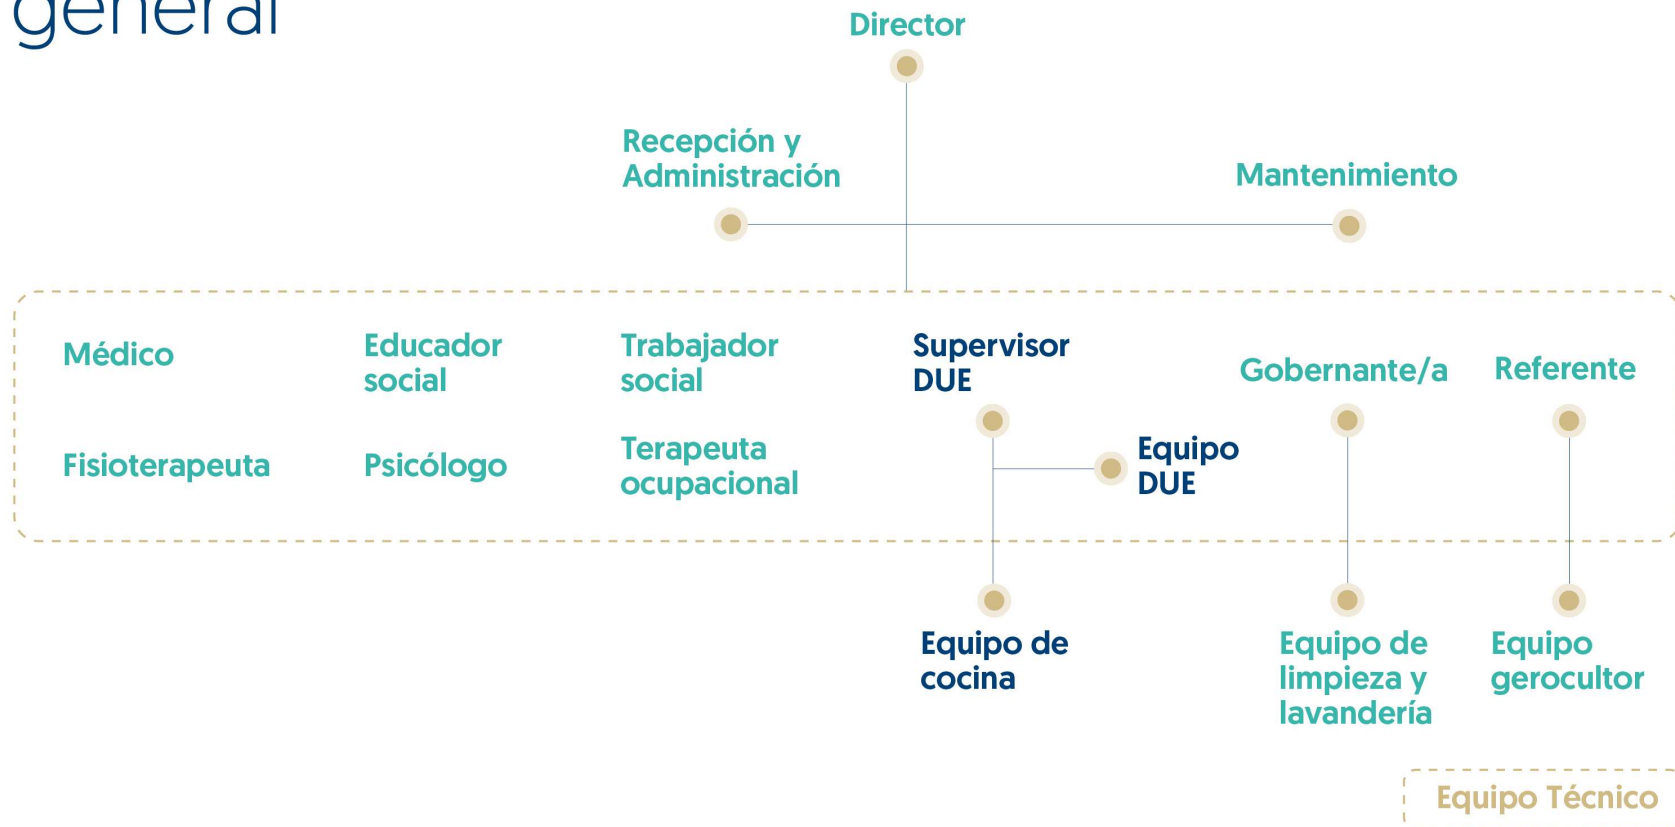 general
Director
Recepción y
Administración
Mantenimiento
Médico
Educador
social
Trabajador
social
Supervisor
DUE
Gobernante/a
Referente
Fisioterapeuta
Psicólogo
Terapeuta
ocupacional
Equipo
DUE
Equipo de
cocina
Equipo de
limpieza y
lavandería
Equipo
gerocultor
Equipo Técnico